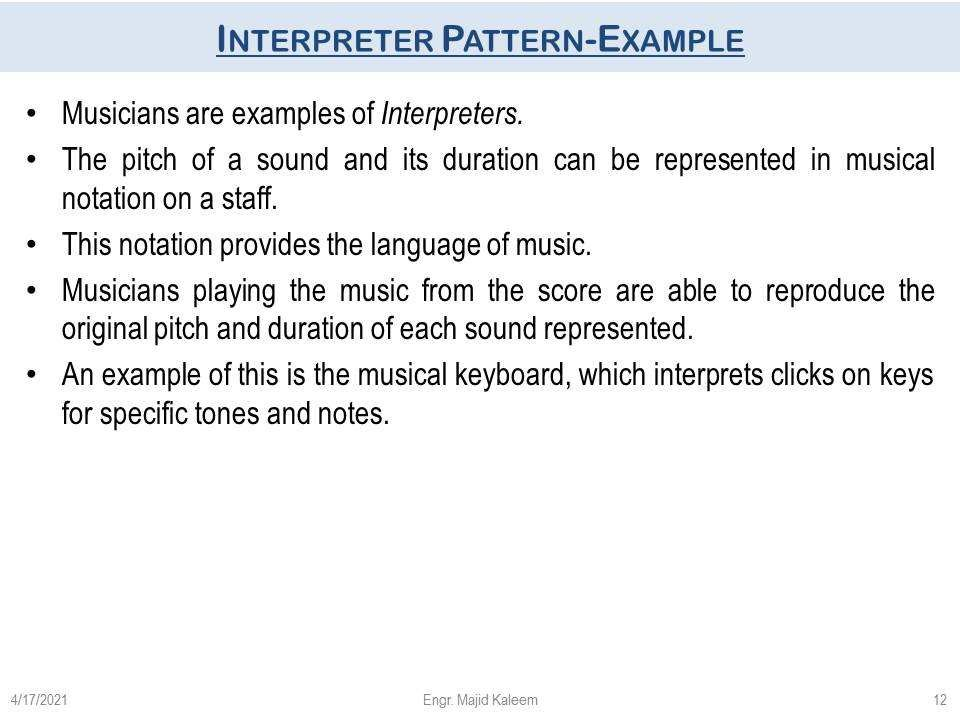 INTERPRETER PATTERN-EXAMPLE
• Musicians are examples of Interpreters.
• The pitch of a sound and its duration can be represented in musical
notation on a staff.
• This notation provides the language of music.
• Musicians playing the music from the score are able to reproduce the
original pitch and duration of each sound represented.
• An example of this is the musical keyboard, which interprets clicks on keys
for specific tones and notes.
4/17/2021
Engr. Majid Kaleem
12